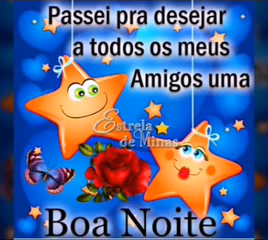 Passei pra desejar
a todos os meus
Amigos uma
Estrela
de Minas
Boa Noite